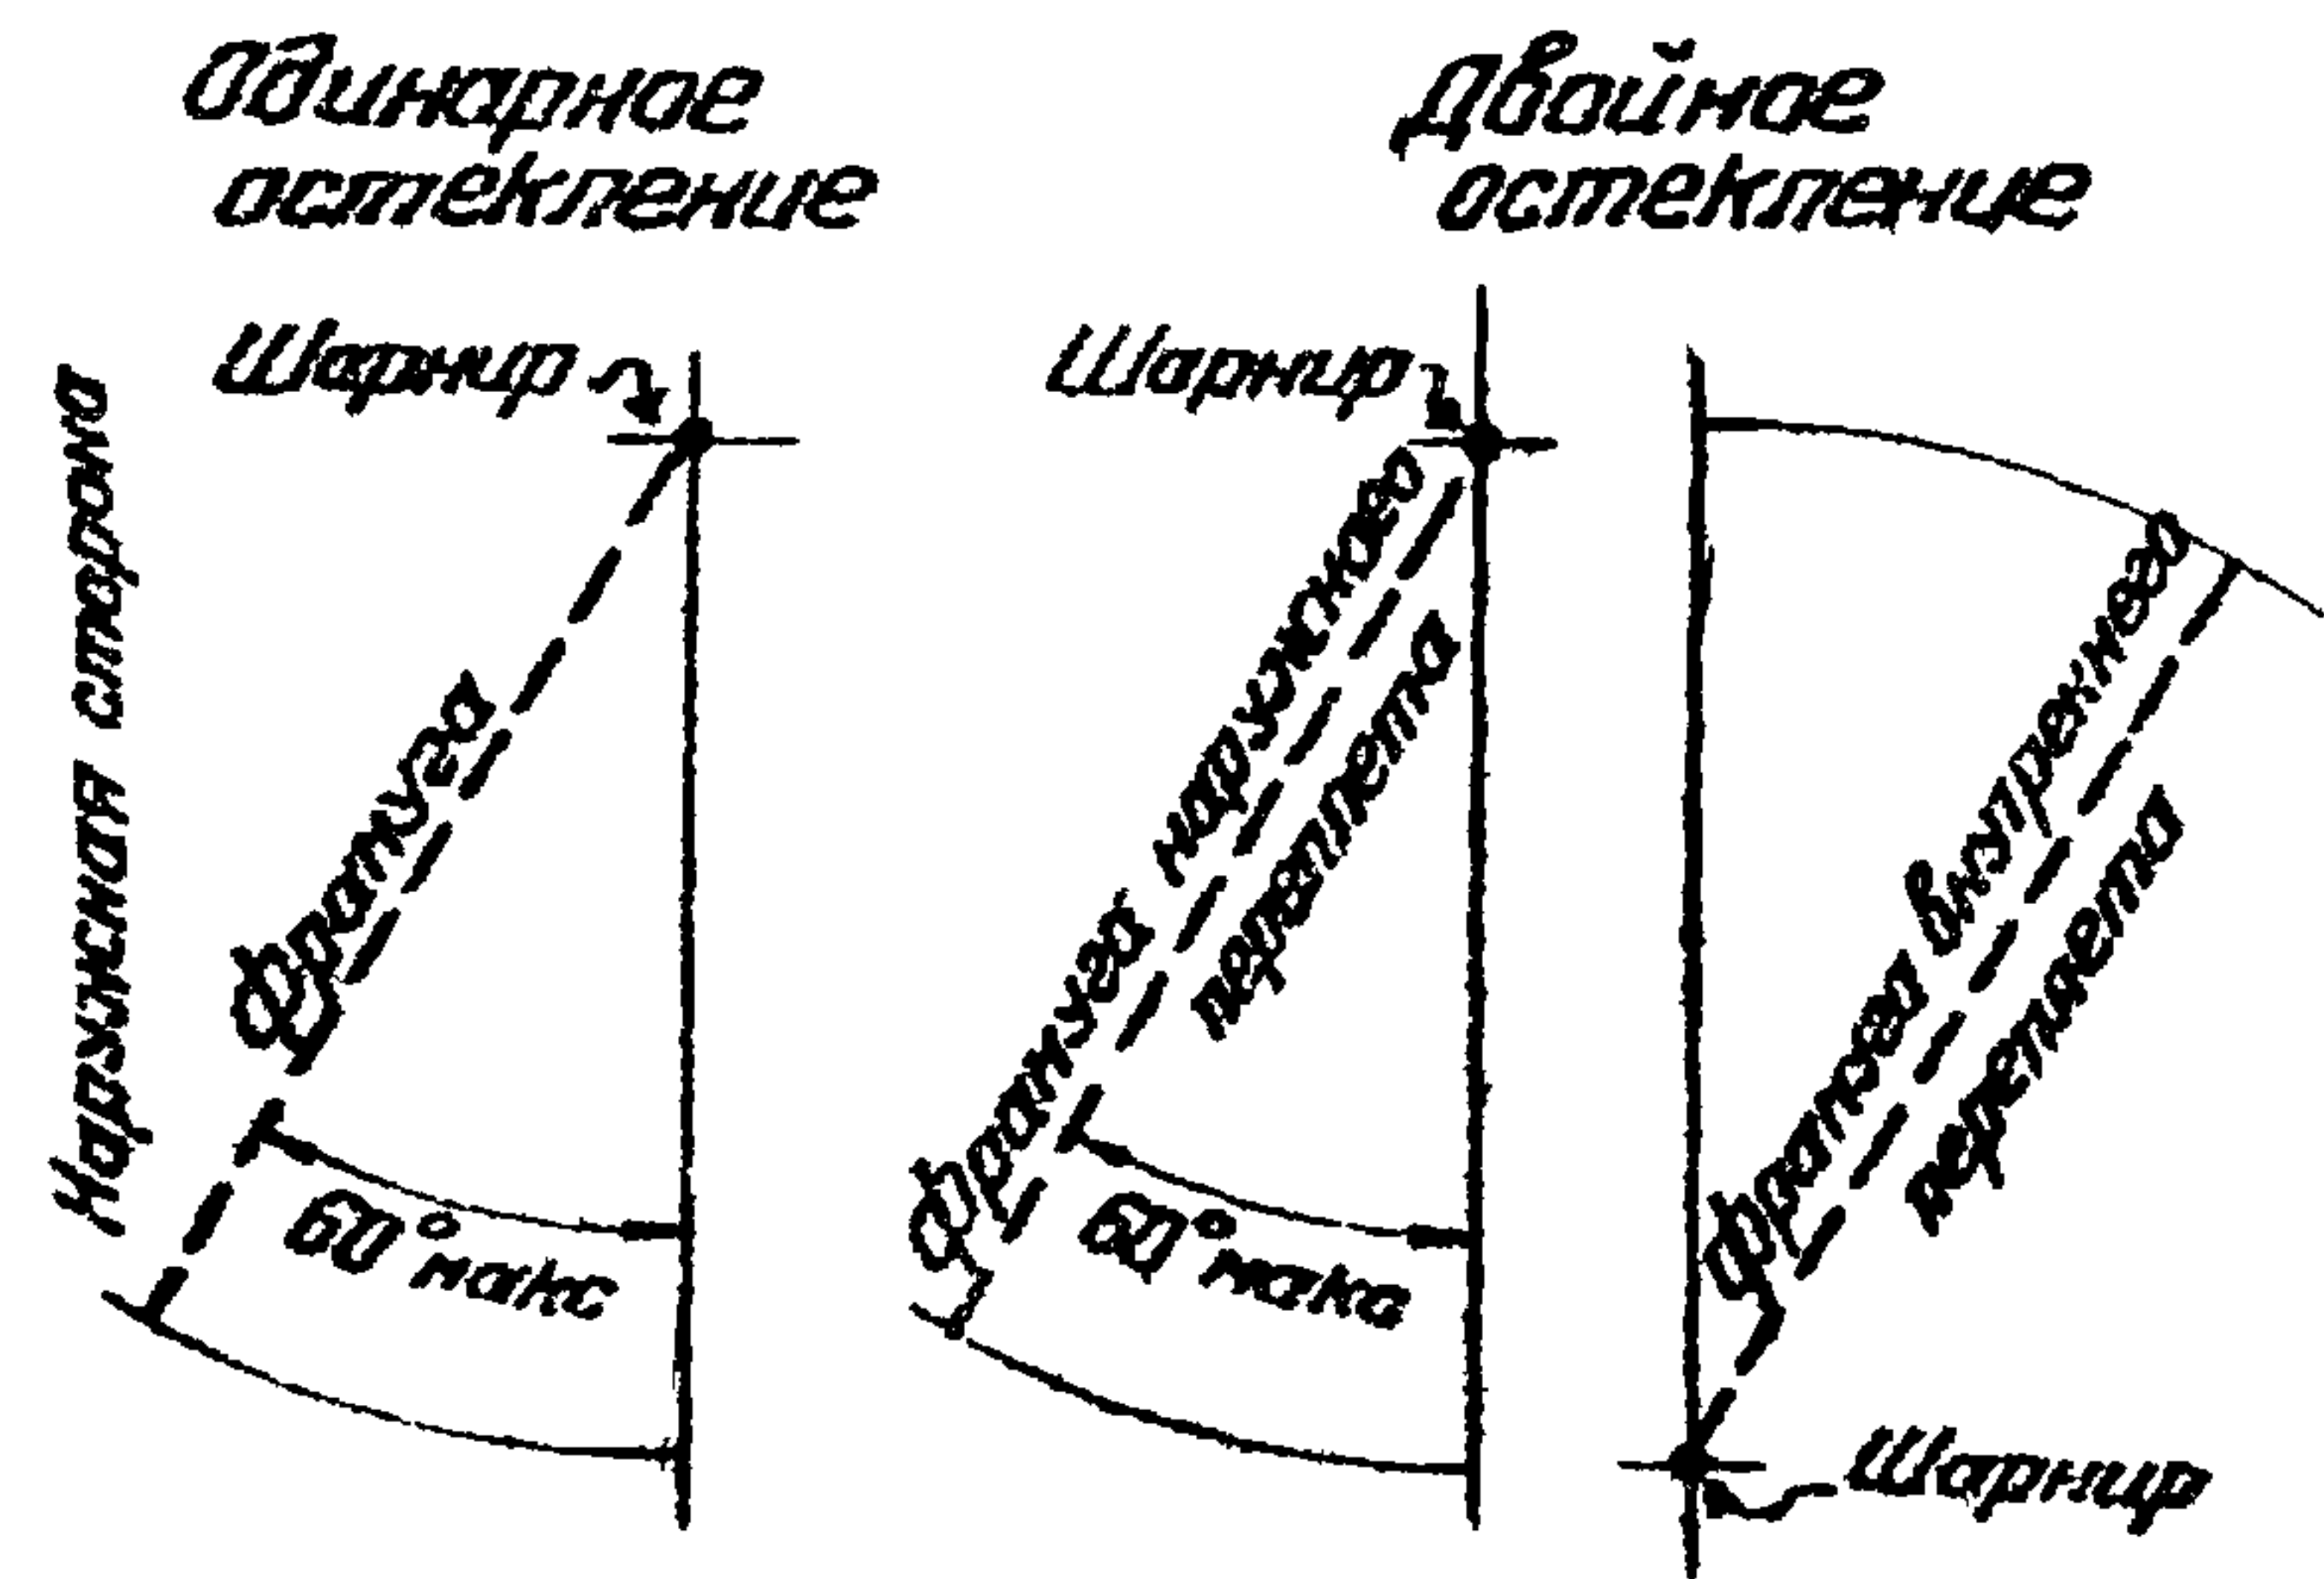 Одинарное
остекление
Двойное
остекление
Шарнир
Шарнир
Наружная сторона
Фрамуга
Фрамуга наружного
переплета
Фрамуга внутреннего
переплета
60° макс
60° макс
Шарнир